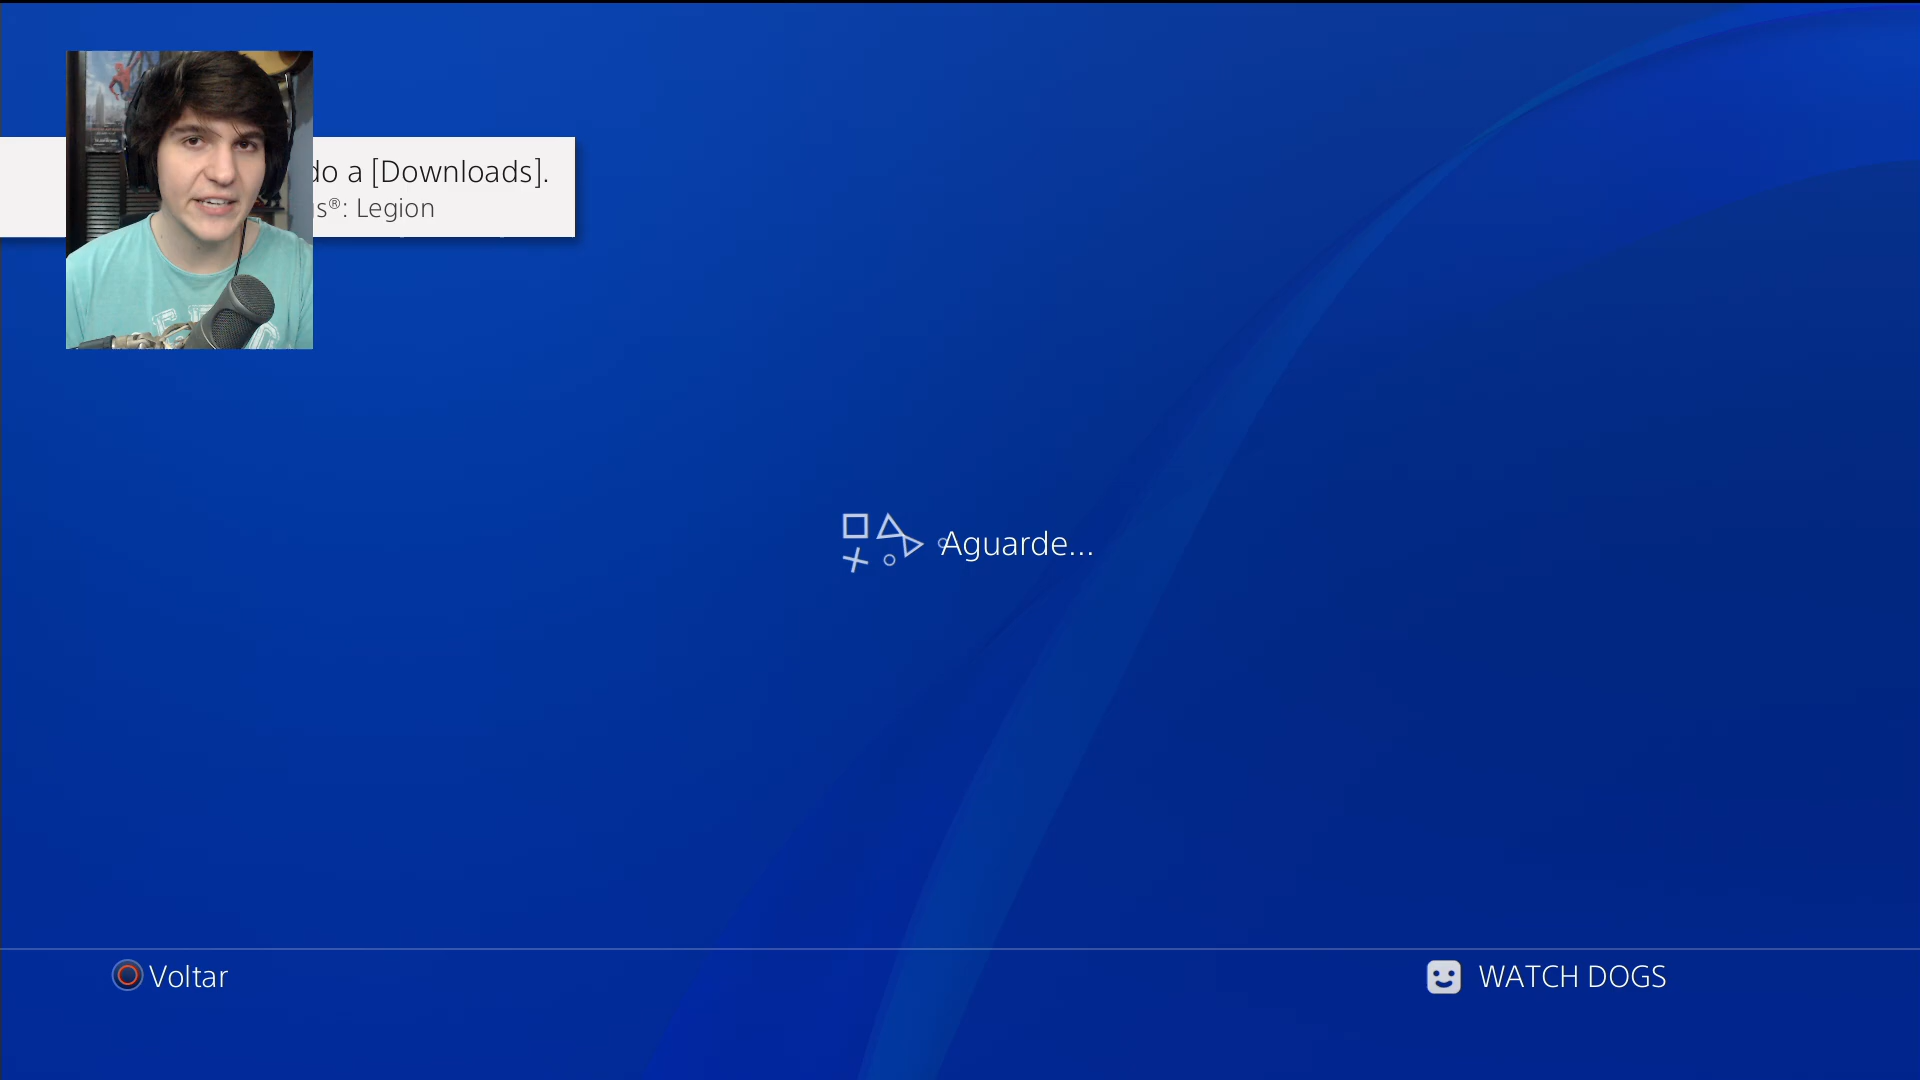 do a [Downloads].
s®: Legion
Aguarde...
Voltar
WATCH DOGS